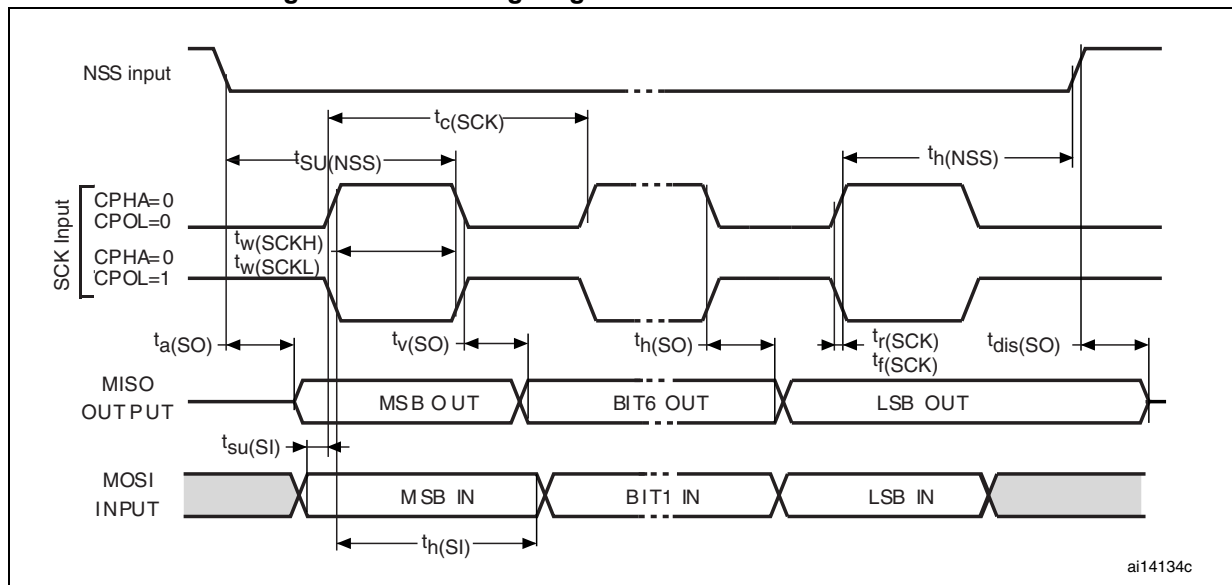 NSS input
tc(SCK)
tSU(NSS)
th(NSS)
SCK Input
CPHA=0
CPOL=0
tw(SCKH)
CPHA=0
tw(SCKL)
CPOL=1
ta(SO)
tv(SO)
th(SO)
tr(SCK)
tf(SCK)
tdis(SO)
MISO
OUTPUT
MSB OUT
BIT6 OUT
LSB OUT
tsu(SI)
MOSI
INPUT
MSB IN
BIT1 IN
LSB IN
th(SI)
ai14134c